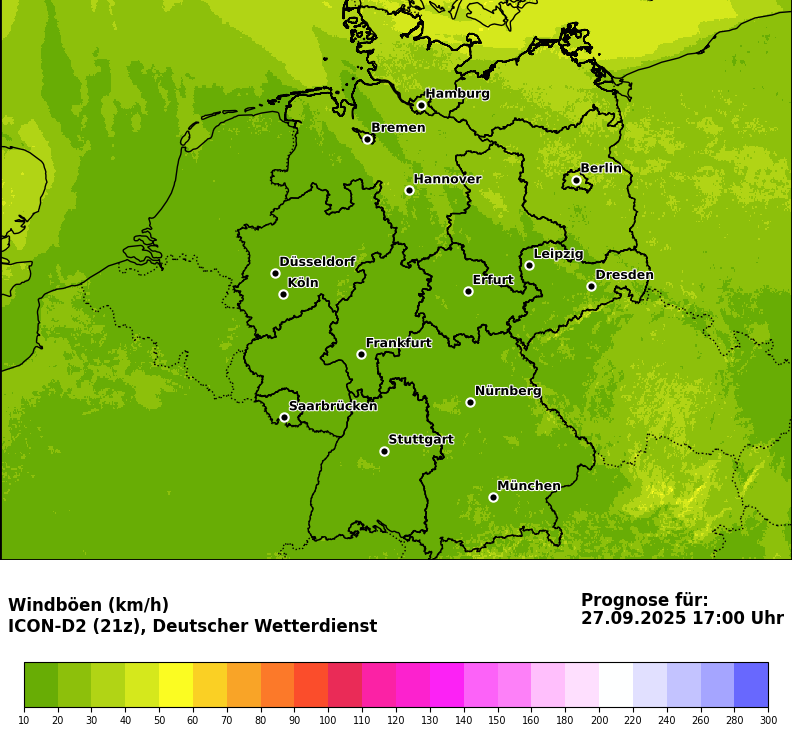 Hamburg
Bremen
Berlin
Hannover
Düsseldorf
Leipzig
Köln
Erfurt
Dresden
Frankfurt
Nürnberg
Saarbrücken
Stuttgart
München
Windböen (km/h)
ICON-D2 (21z), Deutscher Wetterdienst
Prognose für:
27.09.2025 17:00 Uhr
10 20 30 40 50 60 70 80 90 100 110 120 130 140 150 160 180 200 220 240 260 280 300